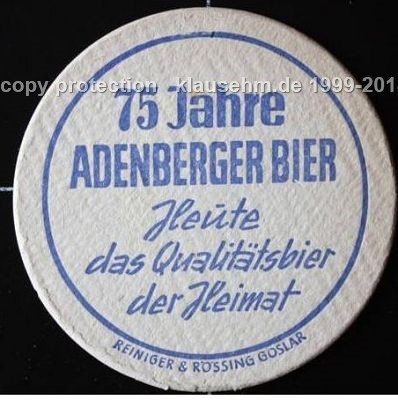 copy protection - klausehm.de 1999-201
75 Jahre
ADENBERGER BIER
Heute
das Qualitätsbier
der Heimat
REINIGER & RÖSSING GOSLAR